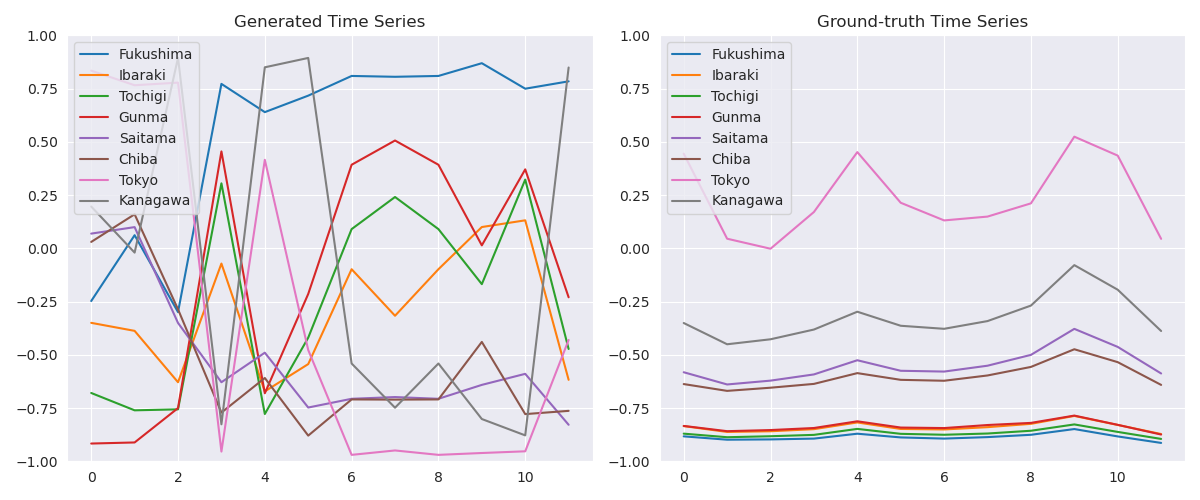 Generated Time Series
1.00
0.75
0.50
0.25
0.00
−0.25
−0.50
−0.75
−1.00
0 2 4 6 8 10
Fukushima
Ibaraki
Tochigi
Gunma
Saitama
Chiba
Tokyo
Kanagawa
Ground-truth Time Series
1.00
0.75
0.50
0.25
0.00
−0.25
−0.50
−0.75
−1.00
0 2 4 6 8 10
Fukushima
Ibaraki
Tochigi
Gunma
Saitama
Chiba
Tokyo
Kanagawa